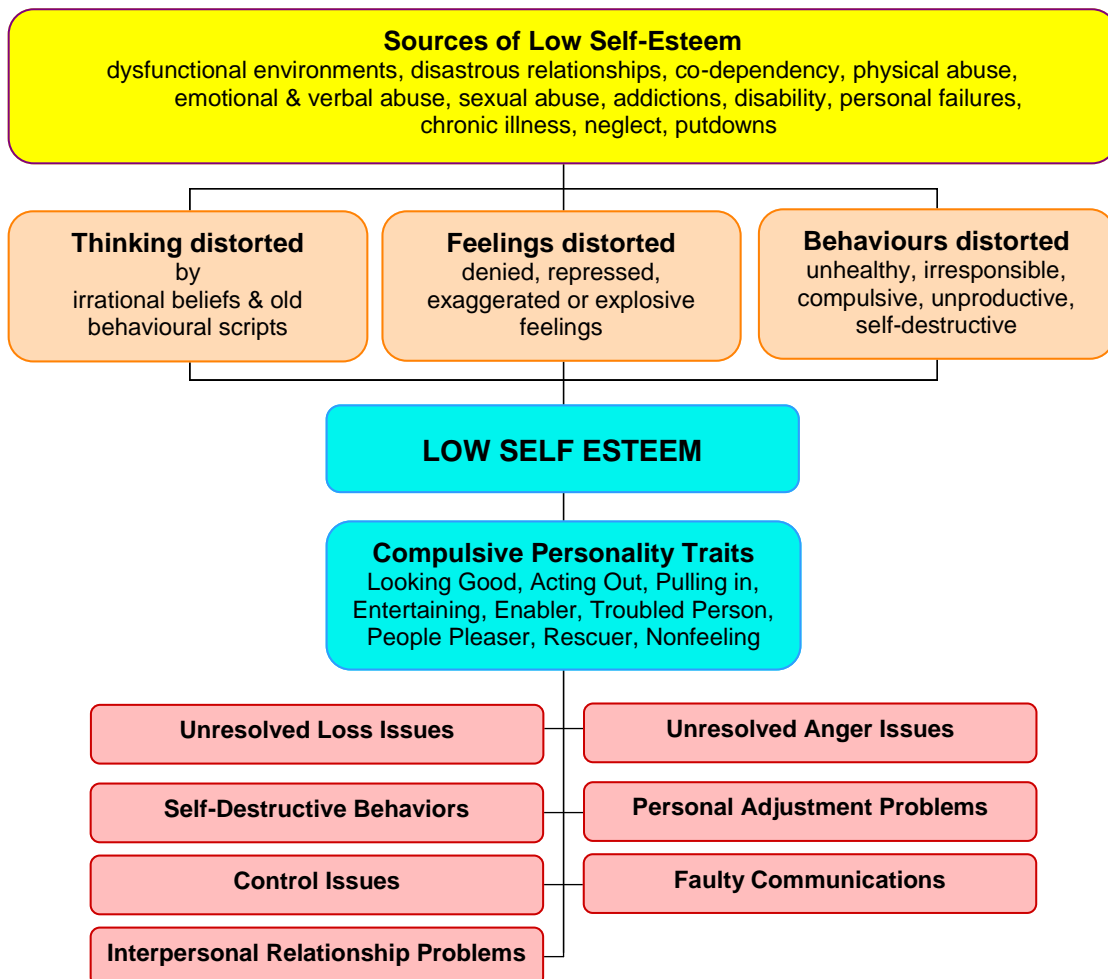 Sources of Low Self-Esteem
dysfunctional environments, disastrous relationships, co-dependency, physical abuse,
emotional & verbal abuse, sexual abuse, addictions, disability, personal failures,
chronic illness, neglect, putdowns
Thinking distorted
by
irrational beliefs & old
behavioural scripts
Feelings distorted
denied, repressed,
exaggerated or explosive
feelings
Behaviours distorted
unhealthy, irresponsible,
compulsive, unproductive,
self-destructive
LOW SELF ESTEEM
Compulsive Personality Traits
Looking Good, Acting Out, Pulling in,
Entertaining, Enabler, Troubled Person,
People Pleaser, Rescuer, Nonfeeling
Unresolved Loss Issues
Unresolved Anger Issues
Self-Destructive Behaviors
Personal Adjustment Problems
Control Issues
Faulty Communications
Interpersonal Relationship Problems